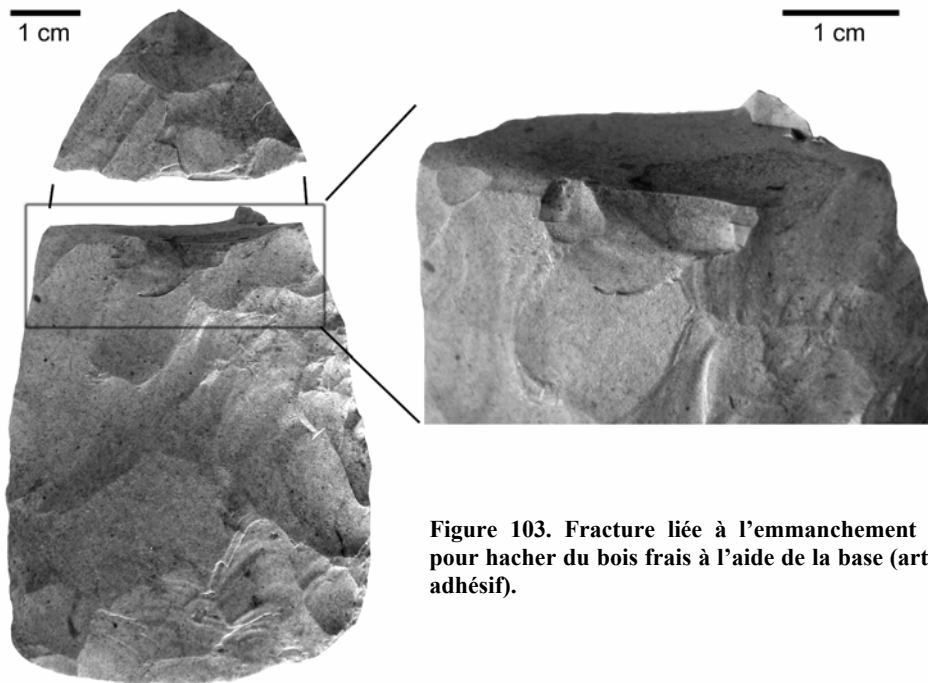 1 cm
1 cm
Figure 103. Fracture liée à l’emmanchement
pour hacher du bois frais à l’aide de la base (art
adhésif).